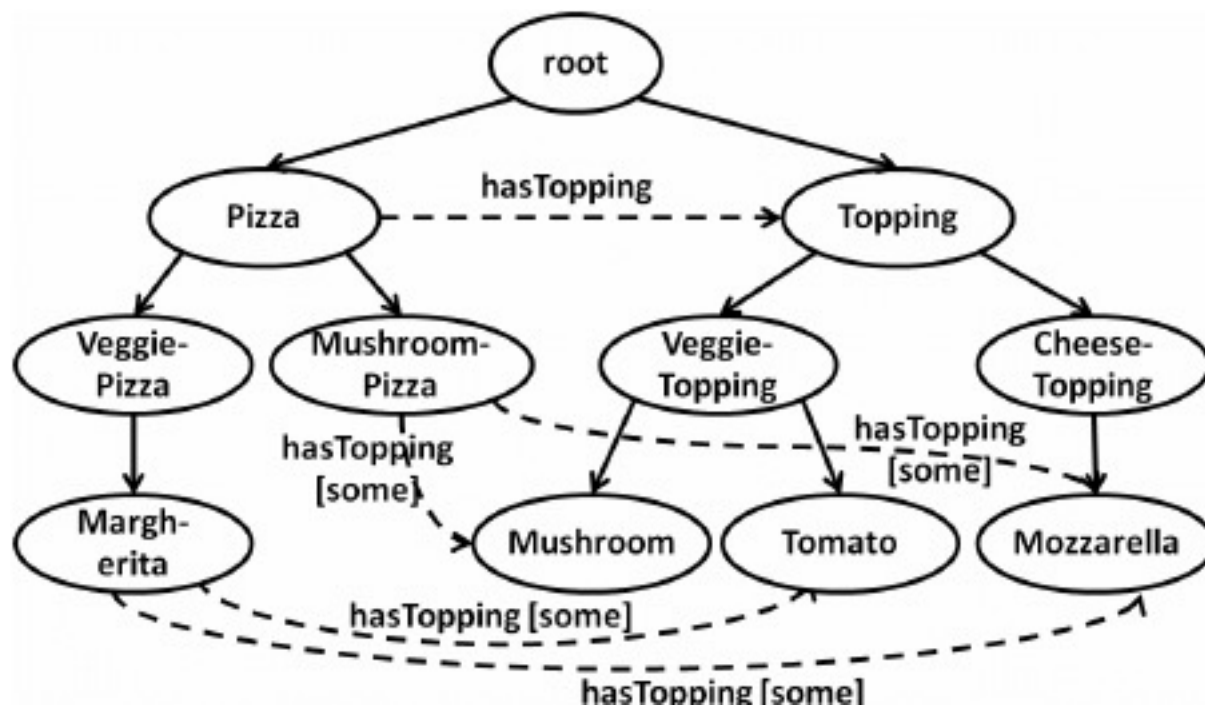 root
hasTopping
Pizza
Topping
Veggie-
Pizza
Mushroom-
Pizza
Veggie-
Topping
Cheese-
Topping
hasTopping
[some]
hasTopping
[some]
Margh-
erita
Mushroom
Tomato
Mozzarella
hasTopping [some]
hasTopping [some]